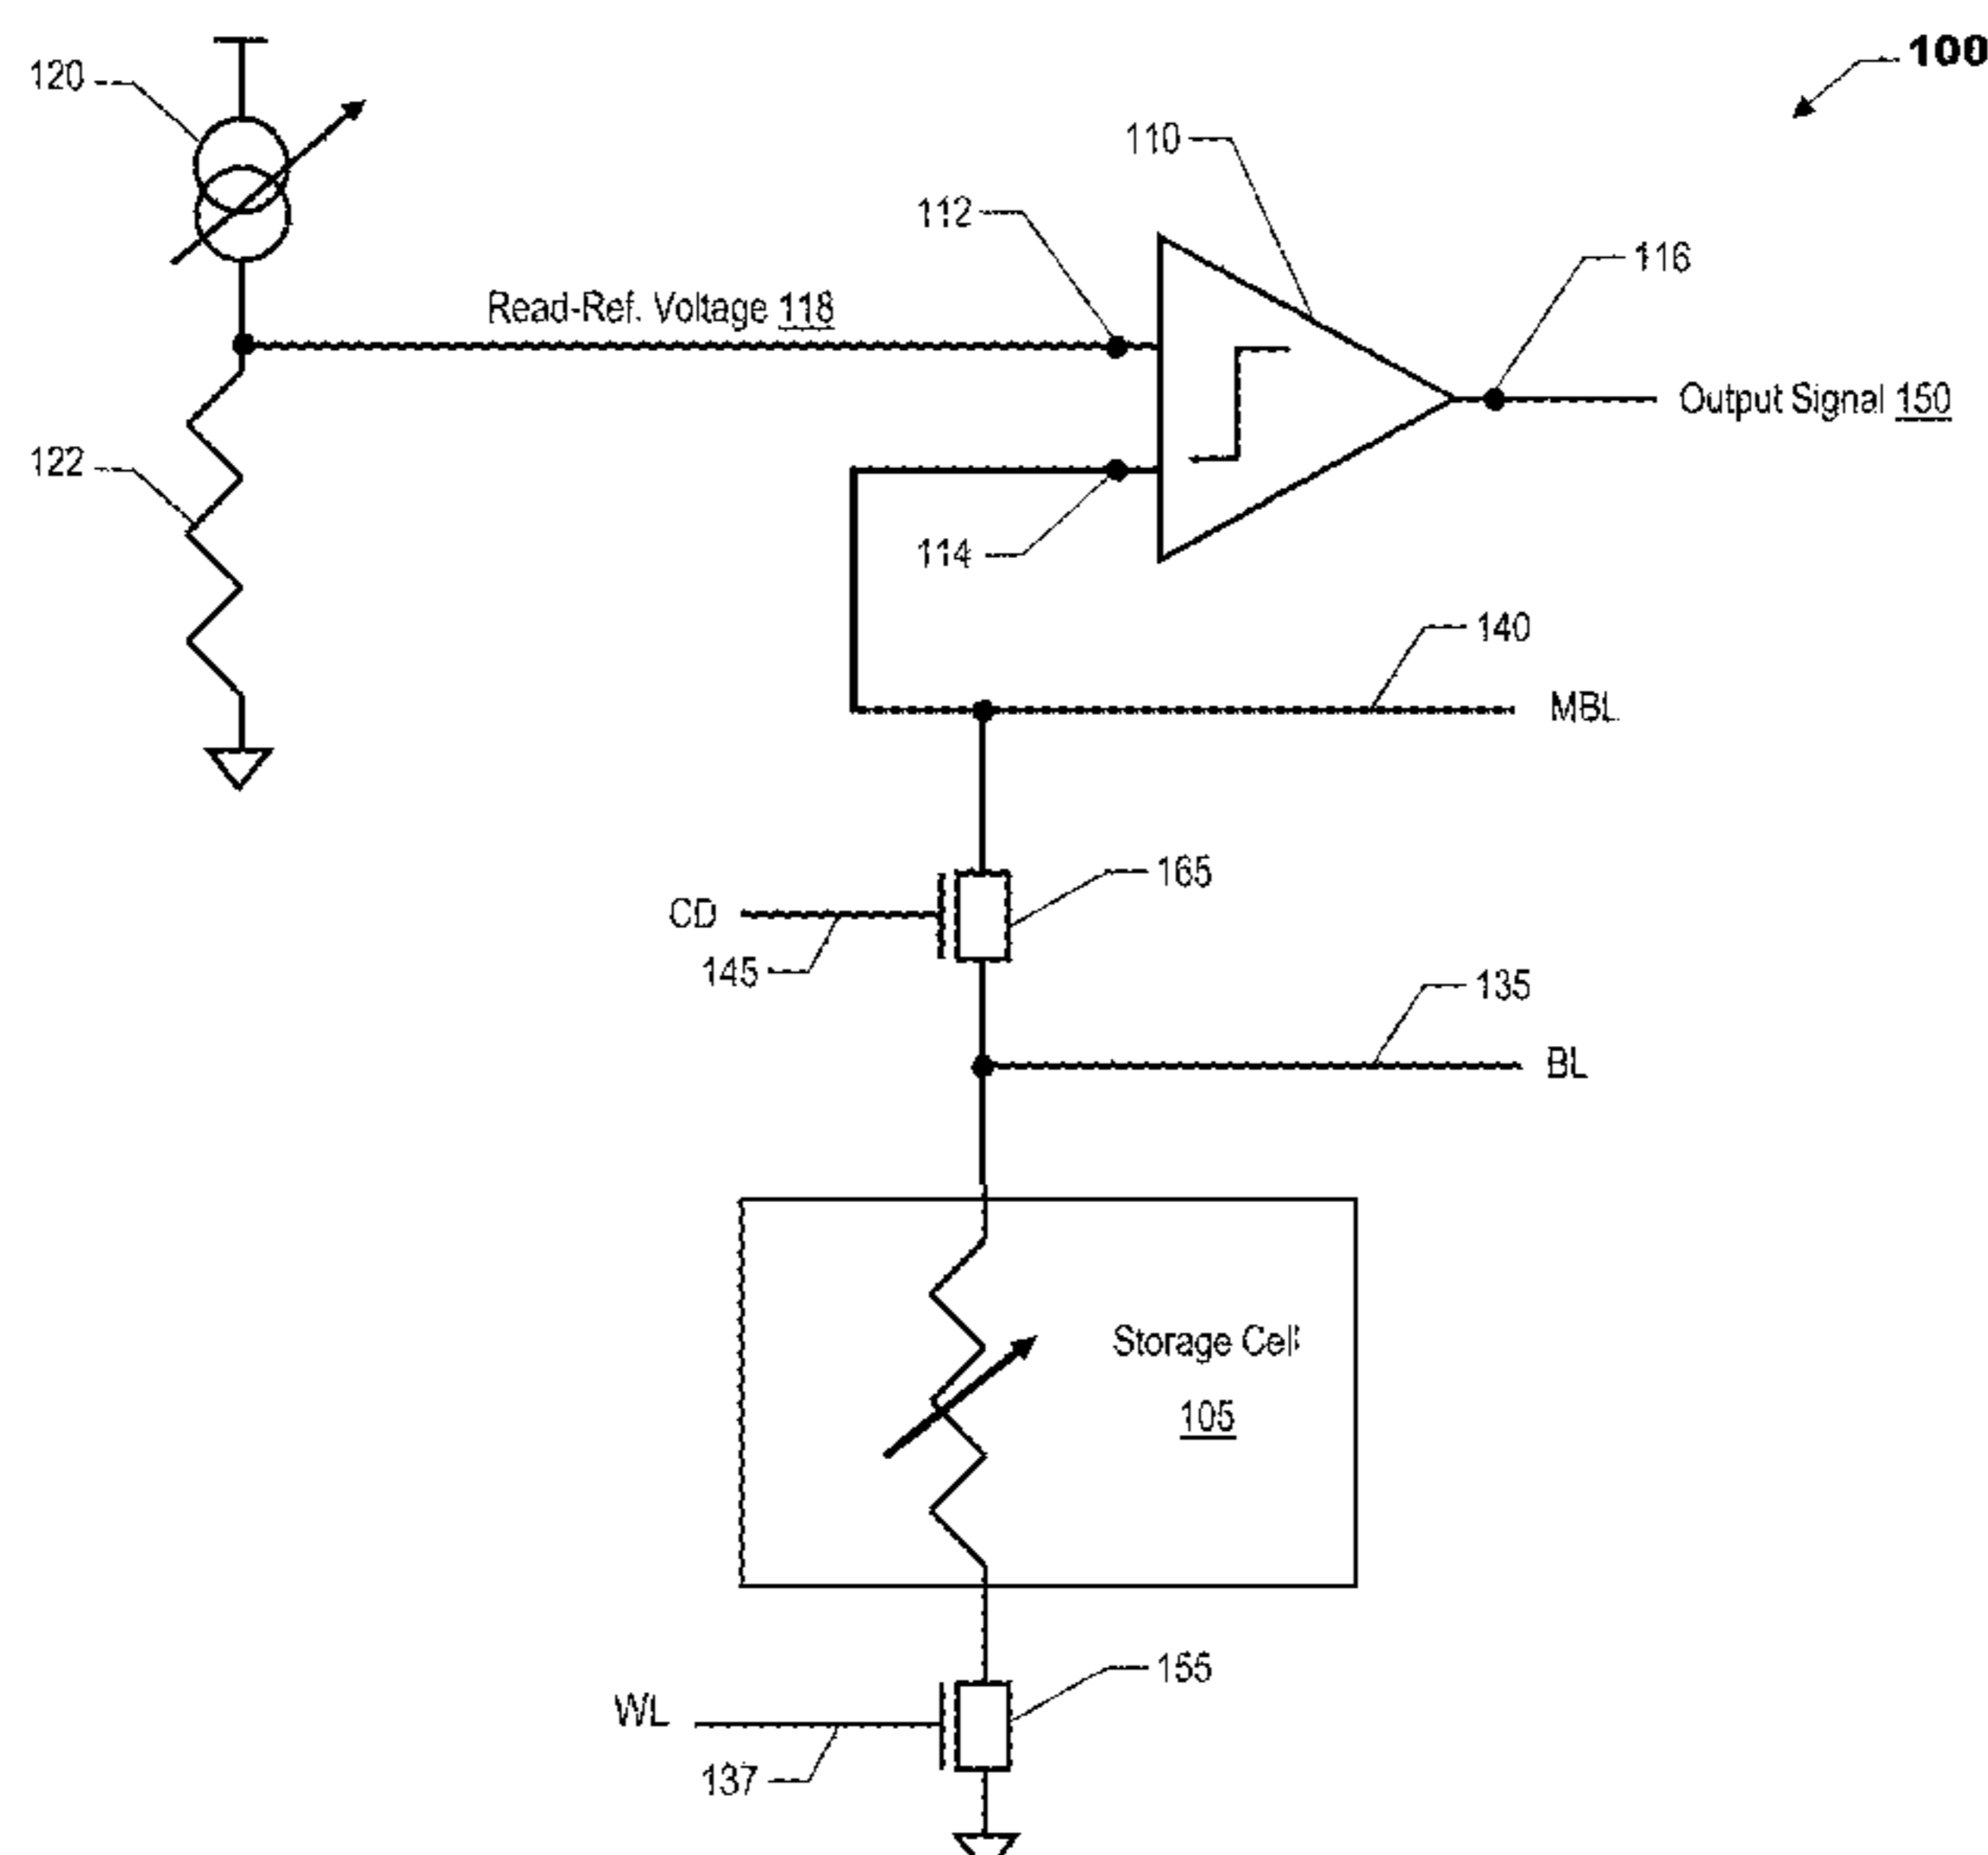 100
120
110
112
116
Read-Ref. Voltage 118
Output Signal 150
122
114
140
MBL
165
CD
145
135
BL
Storage Cell
105
155
WL
137